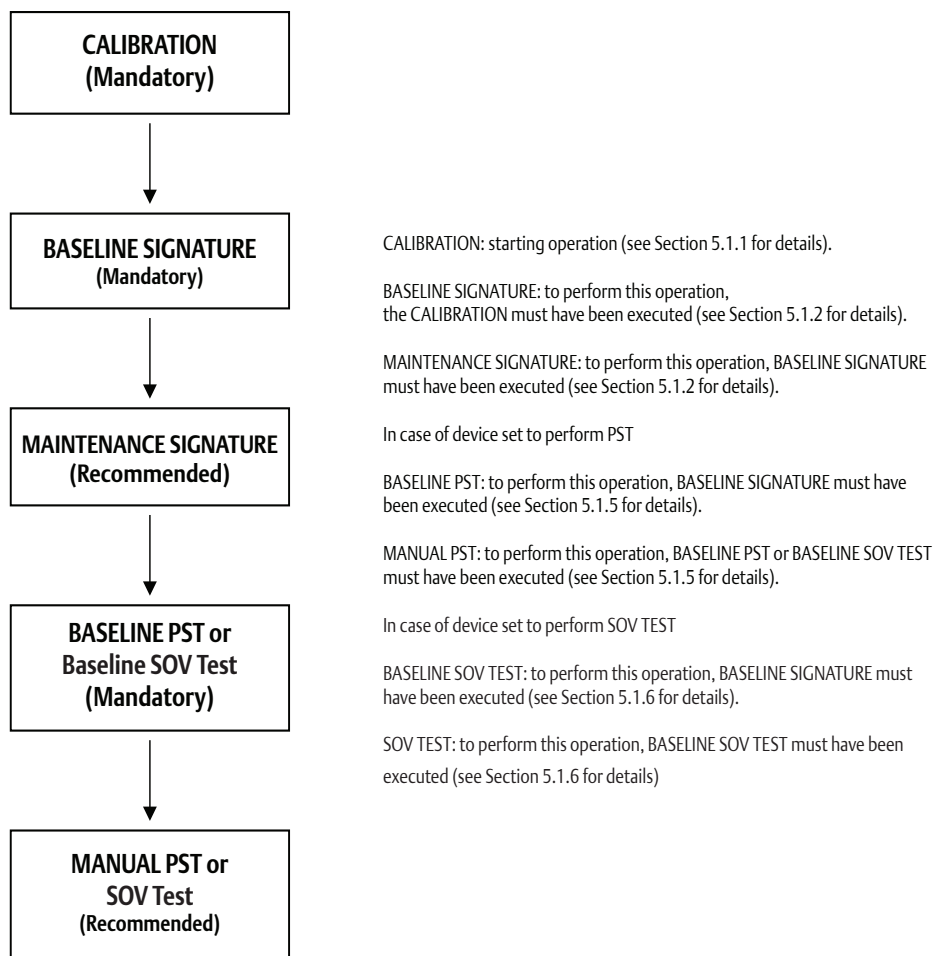 CALIBRATION
(Mandatory)
BASELINE SIGNATURE
(Mandatory)
MAINTENANCE SIGNATURE
(Recommended)
BASELINE PST or
Baseline SOV Test
(Mandatory)
MANUAL PST or
SOV Test
(Recommended)
CALIBRATION: starting operation (see Section 5.1.1 for details).
BASELINE SIGNATURE: to perform this operation,
the CALIBRATION must have been executed (see Section 5.1.2 for details).
MAINTENANCE SIGNATURE: to perform this operation, BASELINE SIGNATURE
must have been executed (see Section 5.1.2 for details).
In case of device set to perform PST
BASELINE PST: to perform this operation, BASELINE SIGNATURE must have
been executed (see Section 5.1.5 for details).
MANUAL PST: to perform this operation, BASELINE PST or BASELINE SOV TEST
must have been executed (see Section 5.1.5 for details).
In case of device set to perform SOV TEST
BASELINE SOV TEST: to perform this operation, BASELINE SIGNATURE must
have been executed (see Section 5.1.6 for details).
SOV TEST: to perform this operation, BASELINE SOV TEST must have been
executed (see Section 5.1.6 for details)